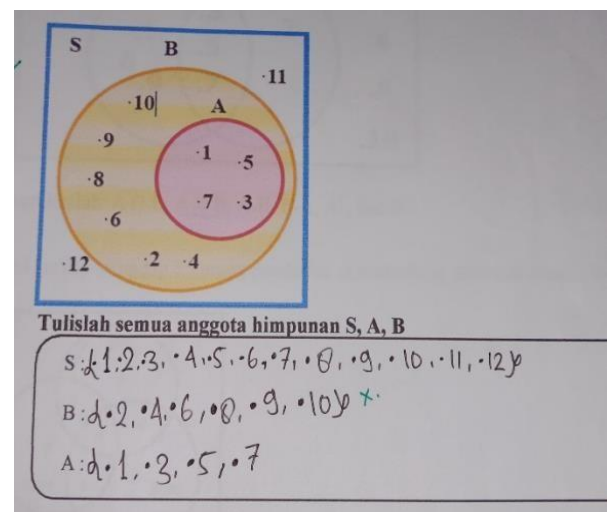 S B
·11
·10|
A
·9
·1 ·5
·8
·7 ·3
·6
·12 ·2 ·4
Tulislah semua anggota himpunan S, A, B
S : {·1, ·2, ·3, ·4, ·5, ·6, ·7, ·8, ·9, ·10, ·11, ·12}
B : {·2, ·4, ·6, ·8, ·9, ·10} x.
A : {·1, ·3, ·5, ·7